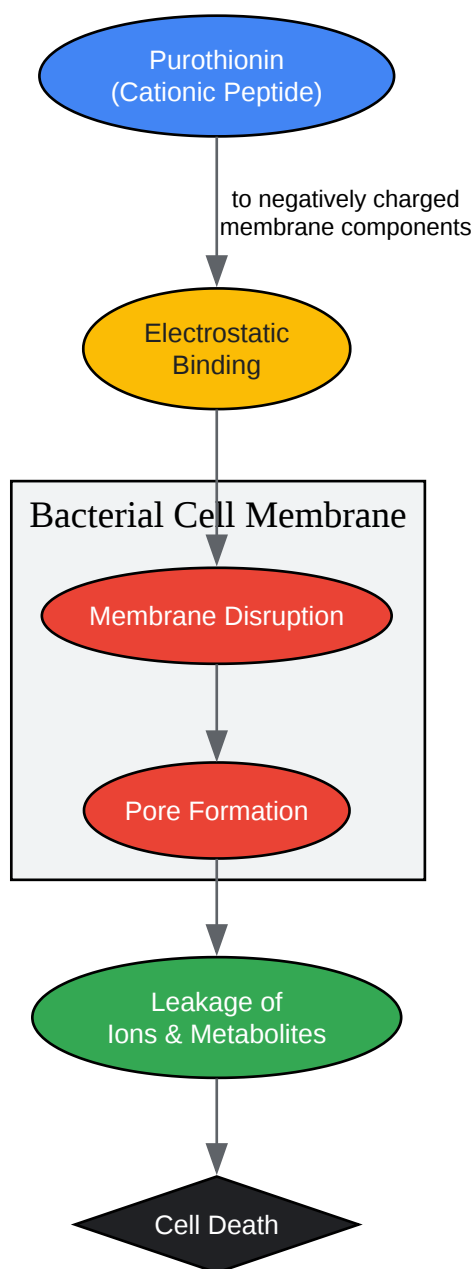 Purothionin
(Cationic Peptide)
to negatively charged
membrane components
Electrostatic
Binding
Bacterial Cell Membrane
Membrane Disruption
Pore Formation
Leakage of
Ions & Metabolites
Cell Death